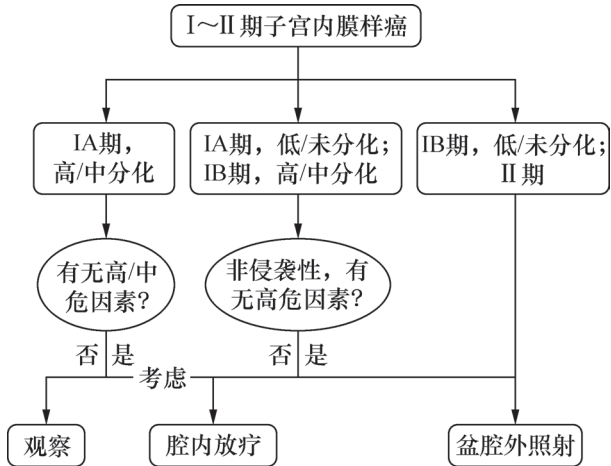 Ⅰ～Ⅱ期子宫内膜样癌
ⅠA期，
高/中分化
ⅠA期，低/未分化；
ⅠB期，高/中分化
ⅠB期，低/未分化；
Ⅱ期
有无高/中
危因素？
非侵袭性，有
无高危因素？
否 是
否 是
考虑
观察
腔内放疗
盆腔外照射